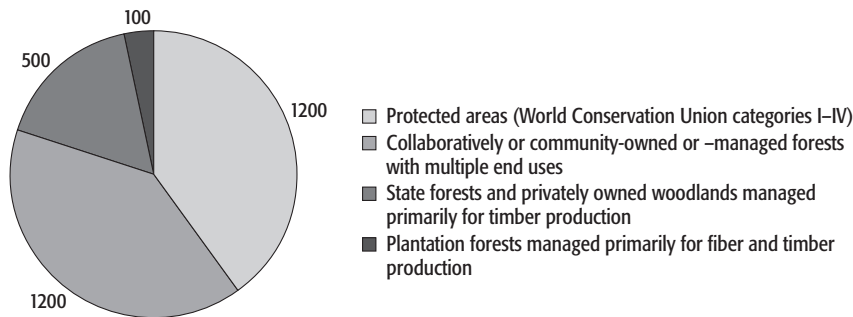 100
500
1200
1200
Protected areas (World Conservation Union categories I–IV)
Collaboratively or community-owned or –managed forests
with multiple end uses
State forests and privately owned woodlands managed
primarily for timber production
Plantation forests managed primarily for fiber and timber
production